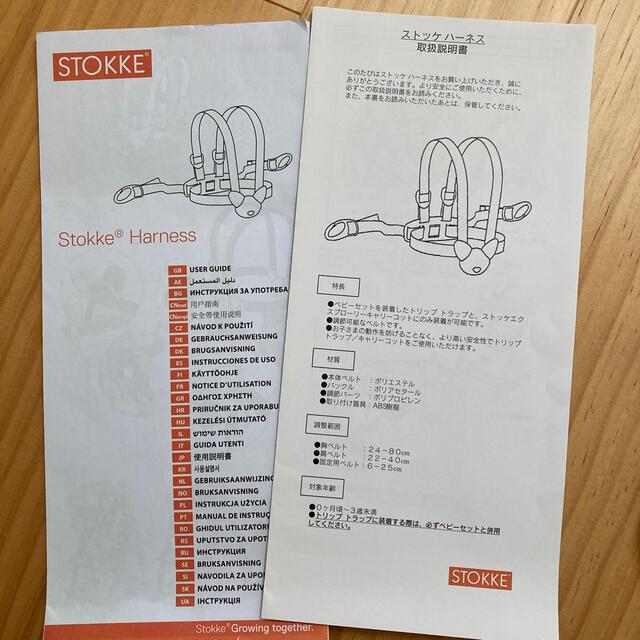 STOKKE®
Stokke® Harness
GB USER GUIDE
AE دليل المستعمل
BG ИНСТРУКЦИЯ ЗА УПОТРЕБА
CN trad 用戶指南
CN simpl 安全带使用说明
CZ NÁVOD K POUŽITÍ
DE GEBRAUCHSANWEISUNG
DK BRUGSANVISNING
ES INSTRUCCIONES DE USO
FI KÄYTTÖOHJE
FR NOTICE D'UTILISATION
GR ΟΔΗΓΟΣ ΧΡΗΣΤΗ
HR PRIRUČNIK ZA UPORABU
HU KEZELÉSI ÚTMUTATÓ
IL הוראות שימוש
IT GUIDA UTENTI
JP 使用説明書
KR 사용설명서
NL GEBRUIKSAANWIJZING
NO BRUKSANVISNING
PL INSTRUKCJA UŻYCIA
PT MANUAL DE INSTRUÇ
RO GHIDUL UTILIZATORU
RS UPUTSTVO ZA UPOT
RU ИНСТРУКЦИЯ
SE BRUKSANVISNING
SI NAVODILA ZA UPO
SK NÁVOD NA POUŽIV
UA ІНСТРУКЦІЯ
Stokke® Growing together.
ストッケ ハーネス
取扱説明書
このたびはストッケ ハーネスをお買い上げいただき、誠に
ありがとうございます。より安全にご使用いただくために、
必ずこの取扱説明書をお読みください。
また、本書をお読みいただいたあとは、保管してください。
特長
●ベビーセットを装着したトリップ トラップと、ストッケエク
スプローリーキャリーコットにのみ装着が可能です。
●調節可能なベルトです。
●お子さまの動作を妨げることなく、より高い安全性でトリップ
トラップ/キャリーコットをご使用いただけます。
材質
●本体ベルト：ポリエステル
●バックル：ポリアセタール
●調節パーツ：ポリプロピレン
●取り付け器具：ABS樹脂
調整範囲
●胸ベルト：24－80cm
●肩ベルト：22－40cm
●固定用ベルト：6－25cm
対象年齢
●0ヶ月頃～3歳未満
●トリップ トラップに装着する際は、必ずベビーセットと併用
してください。
STOKKE